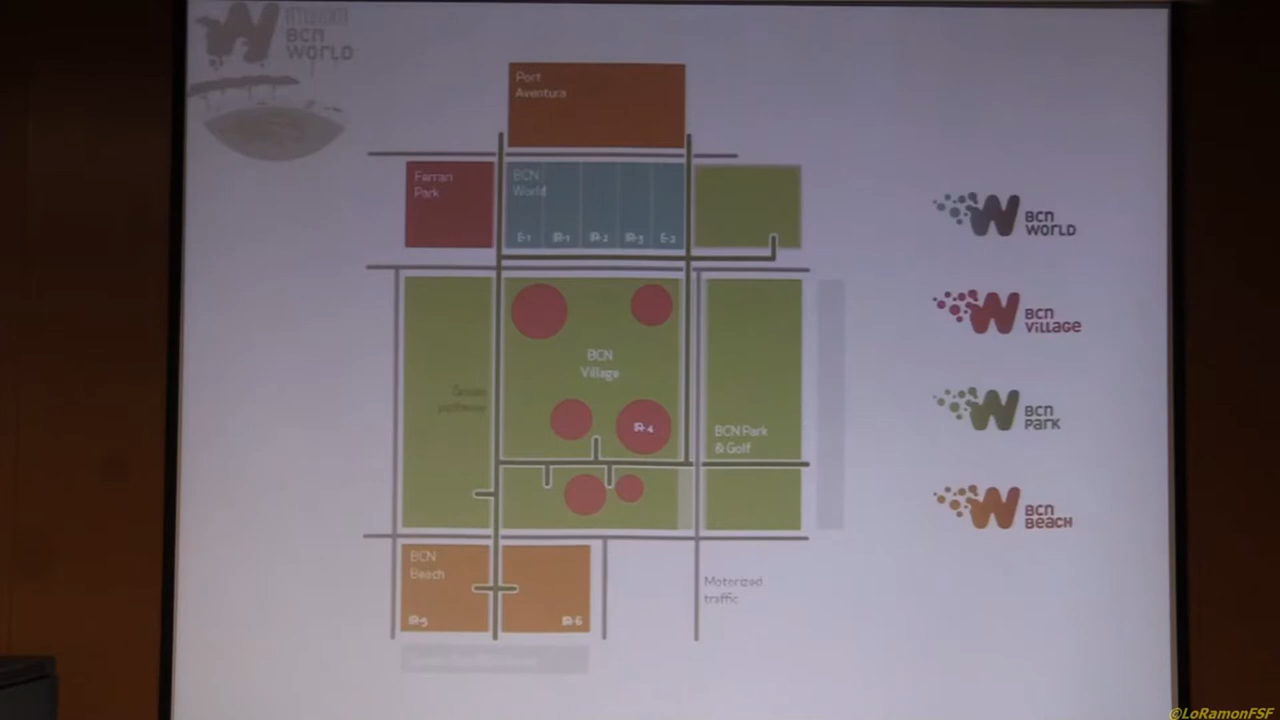 BCN
WORLD
Port
Aventura
Ferrari
Park
BCN
World
E-1
IR-1
IR-2
IR-3
E-2
BCN
Village
IR-4
Green
pathway
BCN Park
& Golf
BCN
Beach
IR-5
IR-6
Motorized
traffic
BCN
WORLD
BCN
VILLAGE
BCN
PARK
BCN
BEACH
©LoRamonFSF